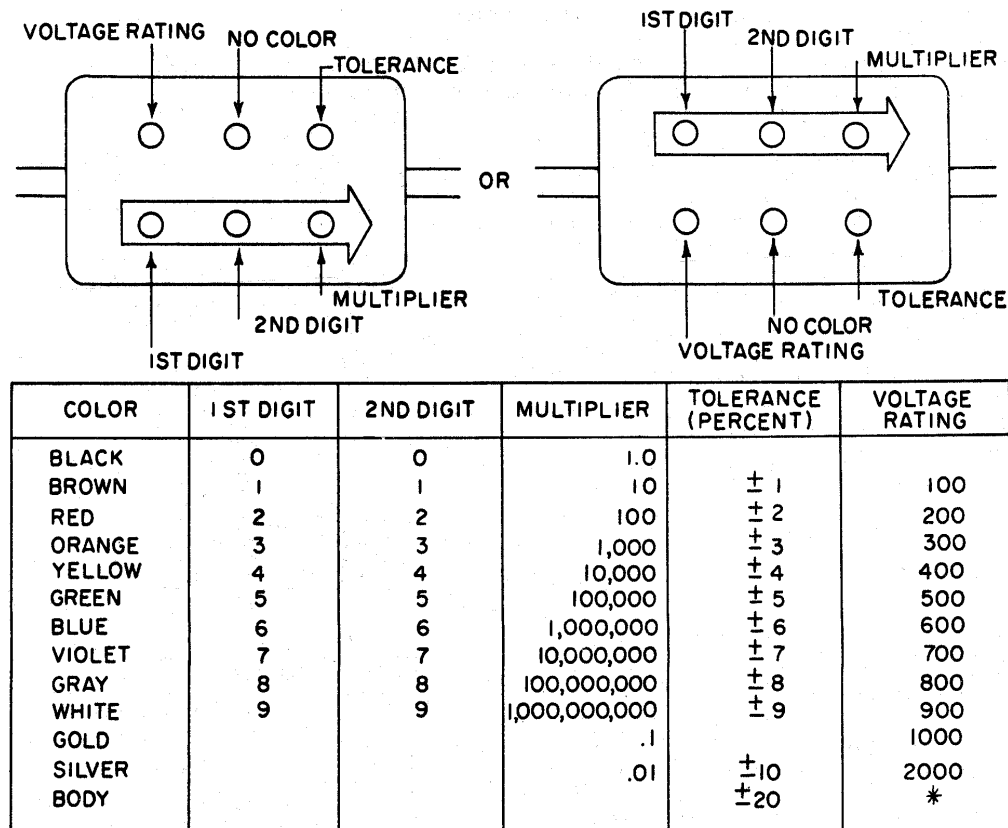 VOLTAGE RATING
NO COLOR
TOLERANCE
1ST DIGIT
2ND DIGIT
MULTIPLIER
OR
MULTIPLIER
2ND DIGIT
1ST DIGIT
TOLERANCE
NO COLOR
VOLTAGE RATING
COLOR 1 ST DIGIT 2ND DIGIT MULTIPLIER TOLERANCE (PERCENT) VOLTAGE RATING
BLACK 0 0 1.0
BROWN 1 1 10 ± 1 100
RED 2 2 100 ± 2 200
ORANGE 3 3 1,000 ± 3 300
YELLOW 4 4 10,000 ± 4 400
GREEN 5 5 100,000 ± 5 500
BLUE 6 6 1,000,000 ± 6 600
VIOLET 7 7 10,000,000 ± 7 700
GRAY 8 8 100,000,000 ± 8 800
WHITE 9 9 1,000,000,000 ± 9 900
GOLD .1 1000
SILVER .01 ±10 2000
BODY ±20 *